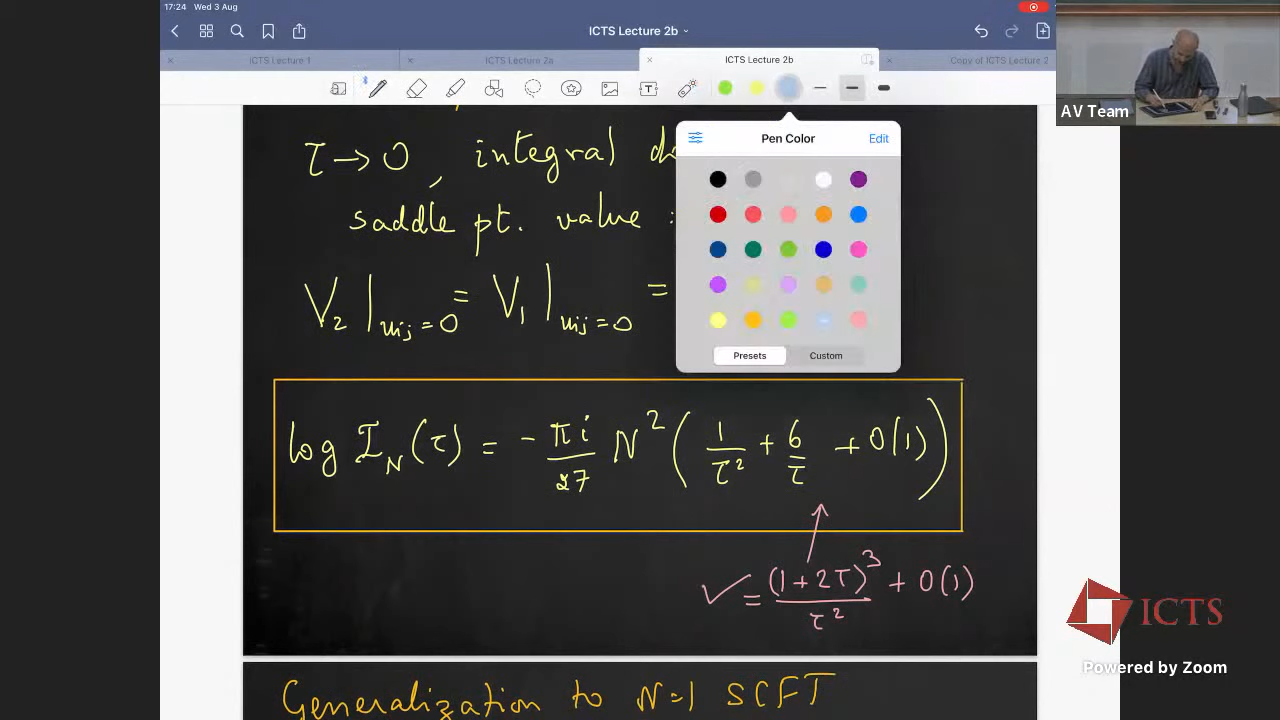 17:24 Wed 3 Aug
ICTS Lecture 2b
ICTS Lecture 1
ICTS Lecture 2a
ICTS Lecture 2b
Copy of ICTS Lecture 2
AV Team
Pen Color
Edit
Presets
Custom
τ → 0, integral
saddle pt. value :
V₂|uij=0 = V₁|uij=0 =
log I_N(τ) = - πi/27 N² ( 1/τ² + 6/τ + O(1) )
✓ = (1+2τ)³/τ² + O(1)
Generalization to N=1 SCFT
ICTS
Powered by Zoom